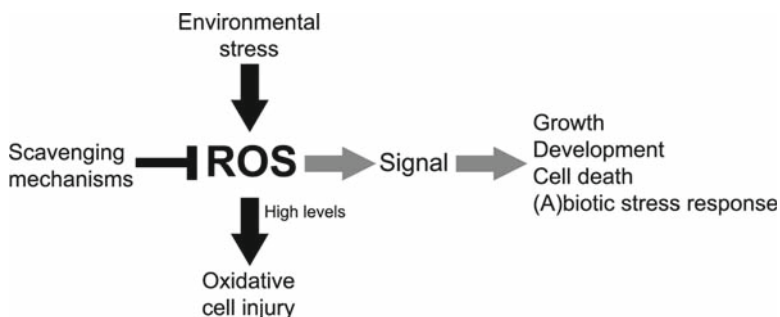 Environmental
stress
Scavenging
mechanisms
ROS
Signal
Growth
Development
Cell death
(A)biotic stress response
High levels
Oxidative
cell injury